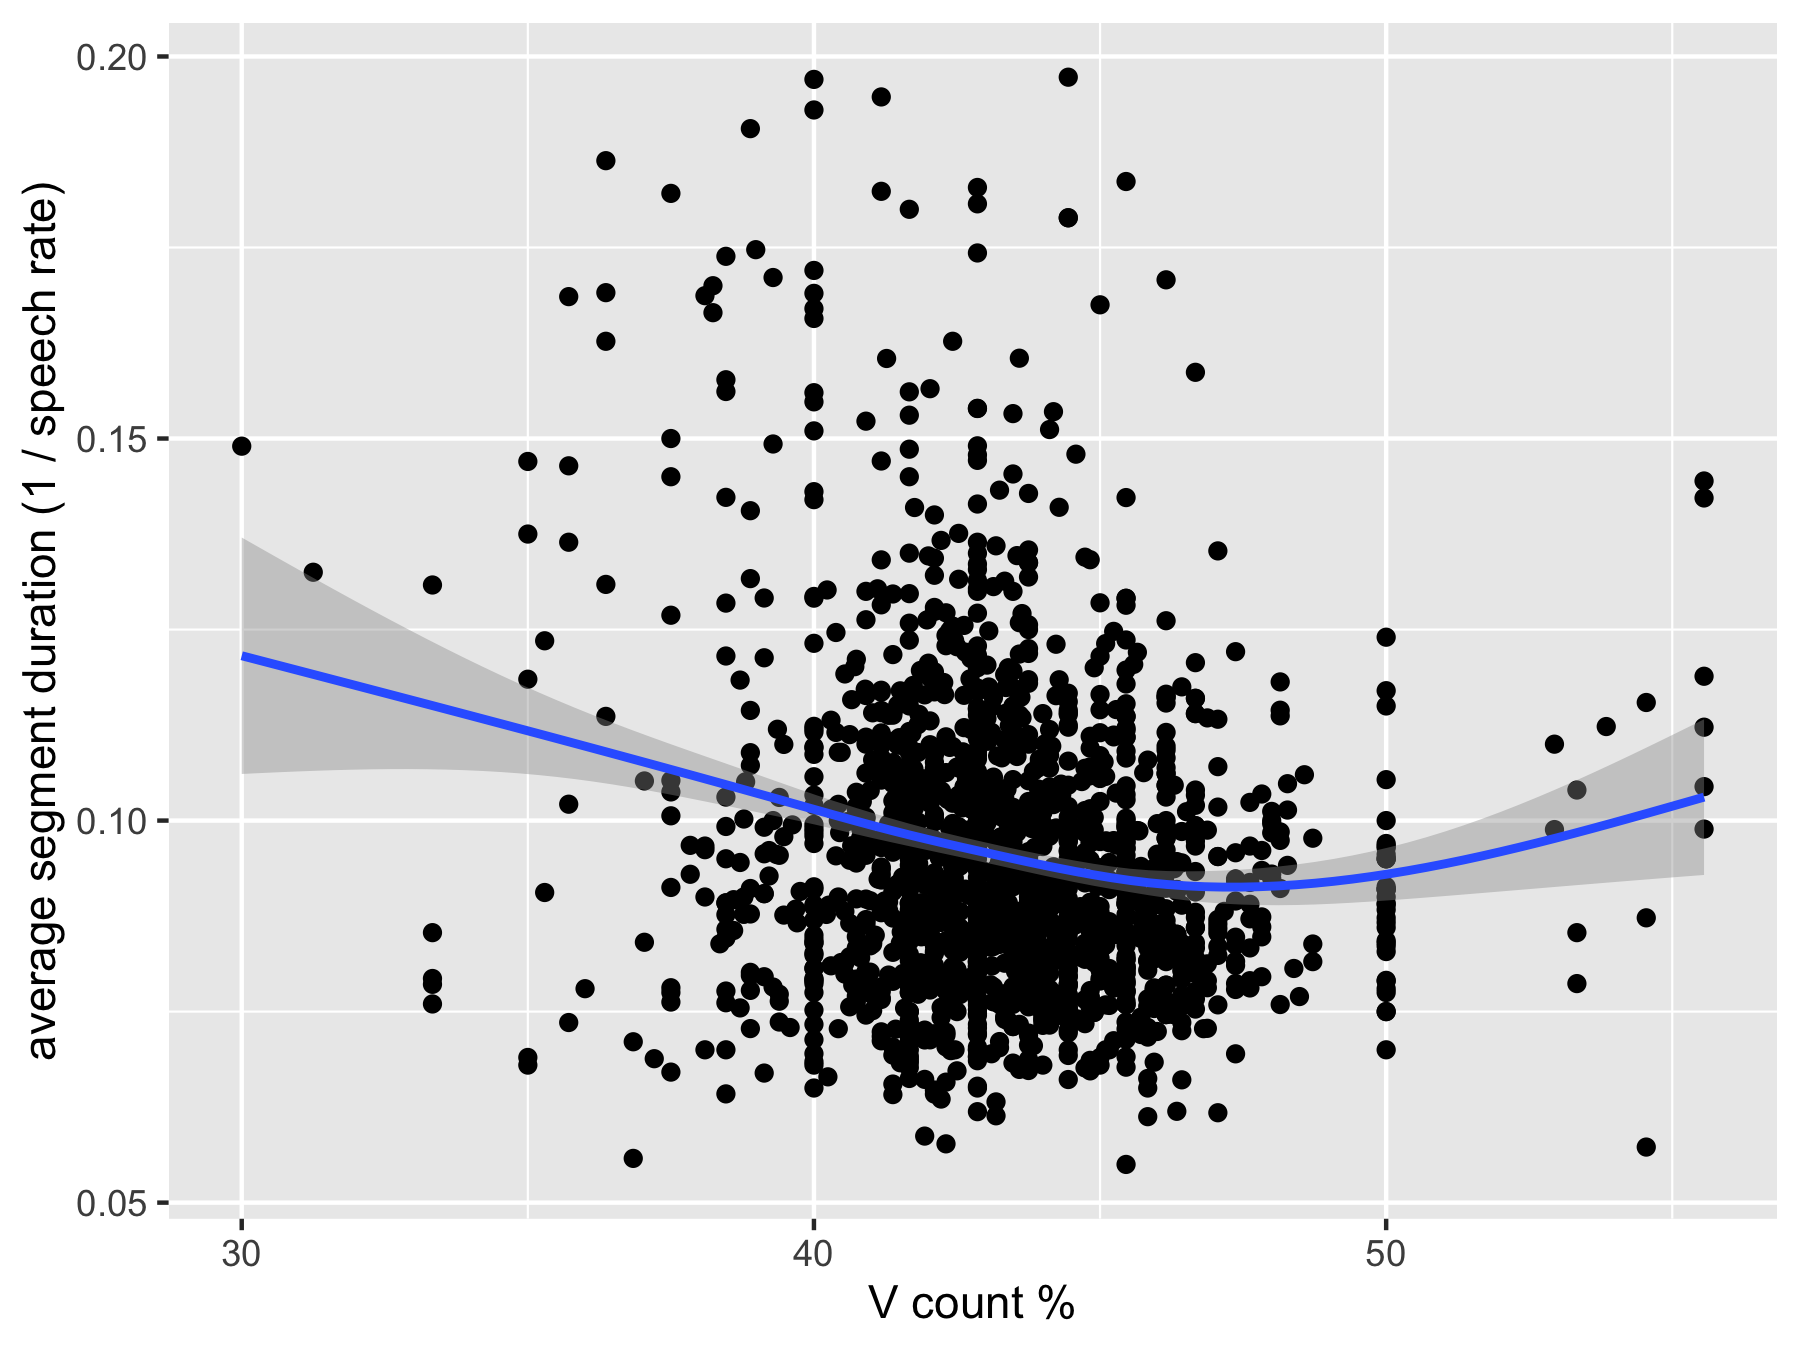 0.20
0.15
0.10
0.05
average segment duration (1 / speech rate)
30 40 50
V count %